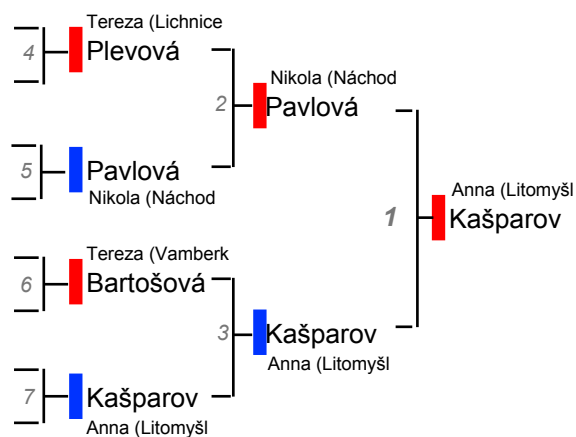 Tereza (Lichnice
4
Plevová
Nikola (Náchod
2
Pavlová
5
Pavlová
Nikola (Náchod
Anna (Litomyšl
1
Kašparov
Tereza (Vamberk
6
Bartošová
3
Kašparov
Anna (Litomyšl
7
Kašparov
Anna (Litomyšl